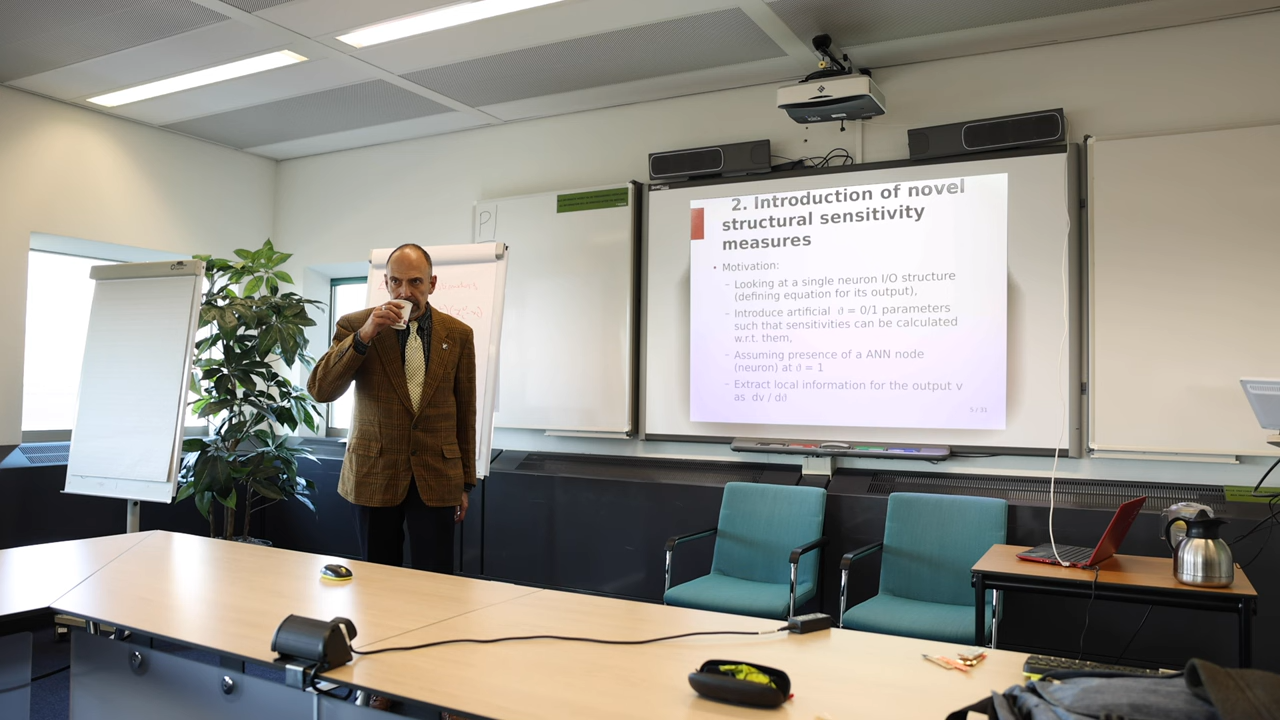 P
2. Introduction of novel
structural sensitivity
measures
• Motivation:
– Looking at a single neuron I/O structure
(defining equation for its output),
– Introduce artificial ϑ = 0/1 parameters
such that sensitivities can be calculated
w.r.t. them,
– Assuming presence of a ANN node
(neuron) at ϑ = 1
– Extract local information for the output v
as dv / dϑ
5 / 31